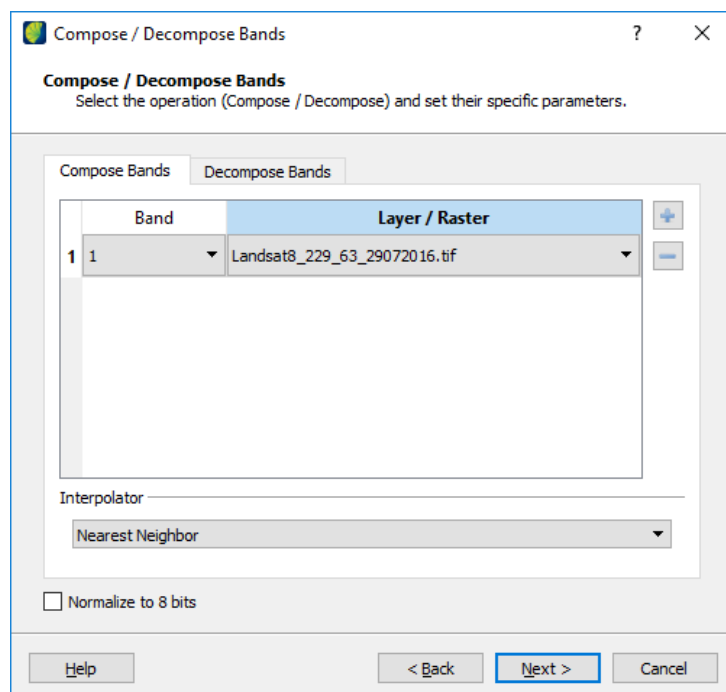 Compose / Decompose Bands ?
Compose / Decompose Bands
Select the operation (Compose / Decompose) and set their specific parameters.
Compose Bands Decompose Bands
Band Layer / Raster
1 1 Landsat8_229_63_29072016.tif
Interpolator
Nearest Neighbor
Normalize to 8 bits
Help < Back Next > Cancel